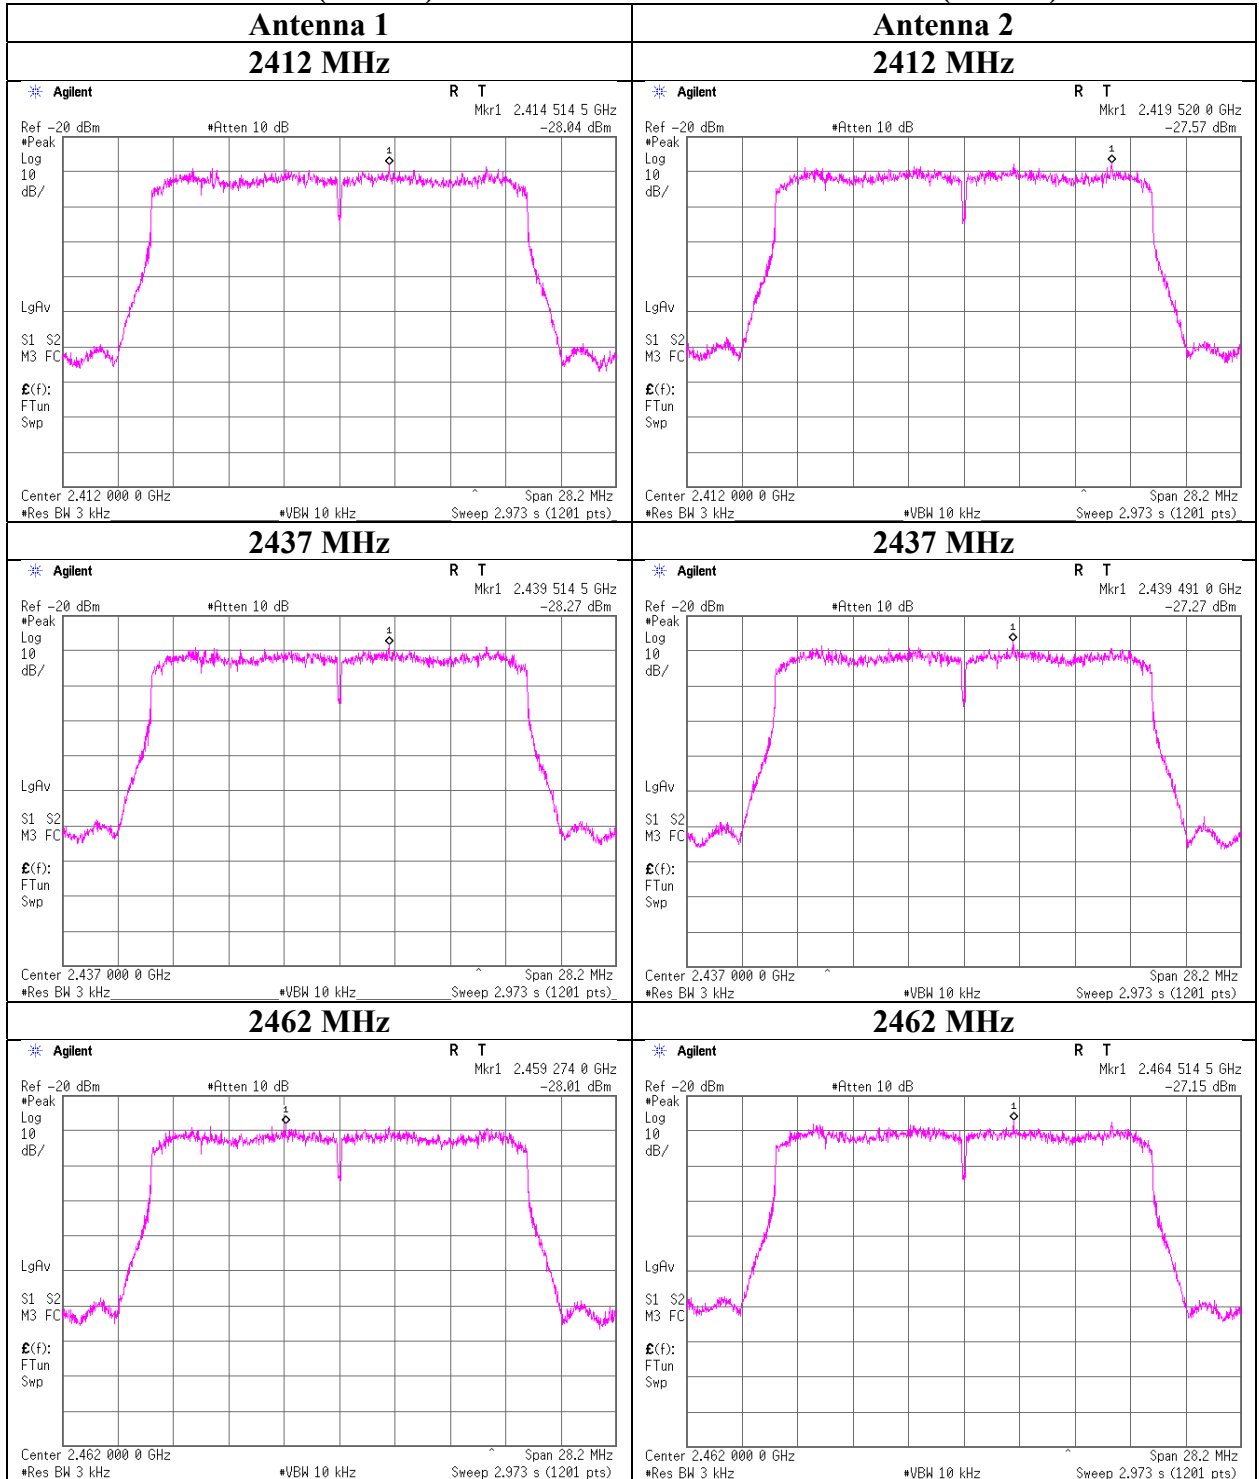 Antenna 1
Antenna 2
2412 MHz
2412 MHz
Agilent R T
Mkr1 2.414 514 5 GHz
Ref -20 dBm #Atten 10 dB -28.04 dBm
#Peak
Log
10
dB/
1
LgAv
S1 S2
M3 FC
£(f):
FTun
Swp
Center 2.412 000 0 GHz Span 28.2 MHz
#Res BW 3 kHz #VBW 10 kHz Sweep 2.973 s (1201 pts)
Agilent R T
Mkr1 2.419 520 0 GHz
Ref -20 dBm #Atten 10 dB -27.57 dBm
#Peak
Log
10
dB/
1
LgAv
S1 S2
M3 FC
£(f):
FTun
Swp
Center 2.412 000 0 GHz Span 28.2 MHz
#Res BW 3 kHz #VBW 10 kHz Sweep 2.973 s (1201 pts)
2437 MHz
2437 MHz
Agilent R T
Mkr1 2.439 514 5 GHz
Ref -20 dBm #Atten 10 dB -28.27 dBm
#Peak
Log
10
dB/
1
LgAv
S1 S2
M3 FC
£(f):
FTun
Swp
Center 2.437 000 0 GHz Span 28.2 MHz
#Res BW 3 kHz #VBW 10 kHz Sweep 2.973 s (1201 pts)
Agilent R T
Mkr1 2.439 491 0 GHz
Ref -20 dBm #Atten 10 dB -27.27 dBm
#Peak
Log
10
dB/
1
LgAv
S1 S2
M3 FC
£(f):
FTun
Swp
Center 2.437 000 0 GHz Span 28.2 MHz
#Res BW 3 kHz #VBW 10 kHz Sweep 2.973 s (1201 pts)
2462 MHz
2462 MHz
Agilent R T
Mkr1 2.459 274 0 GHz
Ref -20 dBm #Atten 10 dB -28.01 dBm
#Peak
Log
10
dB/
1
LgAv
S1 S2
M3 FC
£(f):
FTun
Swp
Center 2.462 000 0 GHz Span 28.2 MHz
#Res BW 3 kHz #VBW 10 kHz Sweep 2.973 s (1201 pts)
Agilent R T
Mkr1 2.464 514 5 GHz
Ref -20 dBm #Atten 10 dB -27.15 dBm
#Peak
Log
10
dB/
1
LgAv
S1 S2
M3 FC
£(f):
FTun
Swp
Center 2.462 000 0 GHz Span 28.2 MHz
#Res BW 3 kHz #VBW 10 kHz Sweep 2.973 s (1201 pts)